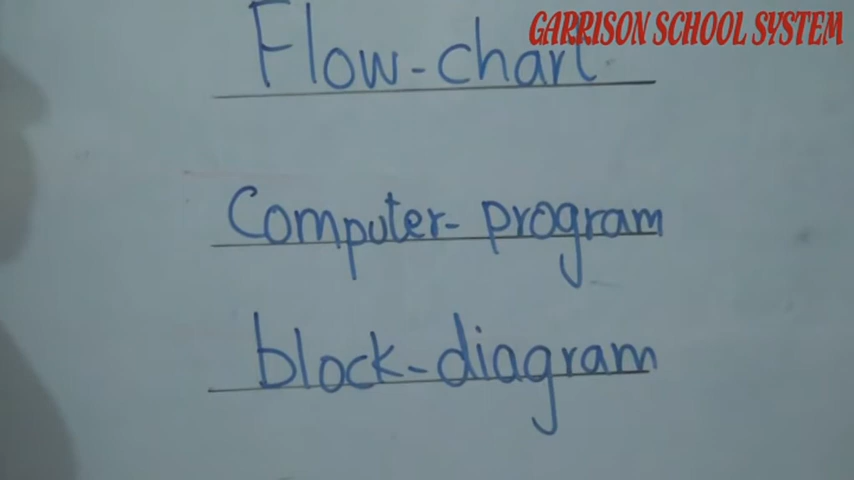 GARRISON SCHOOL SYSTEM
Flow-chart
Computer-program
block-diagram